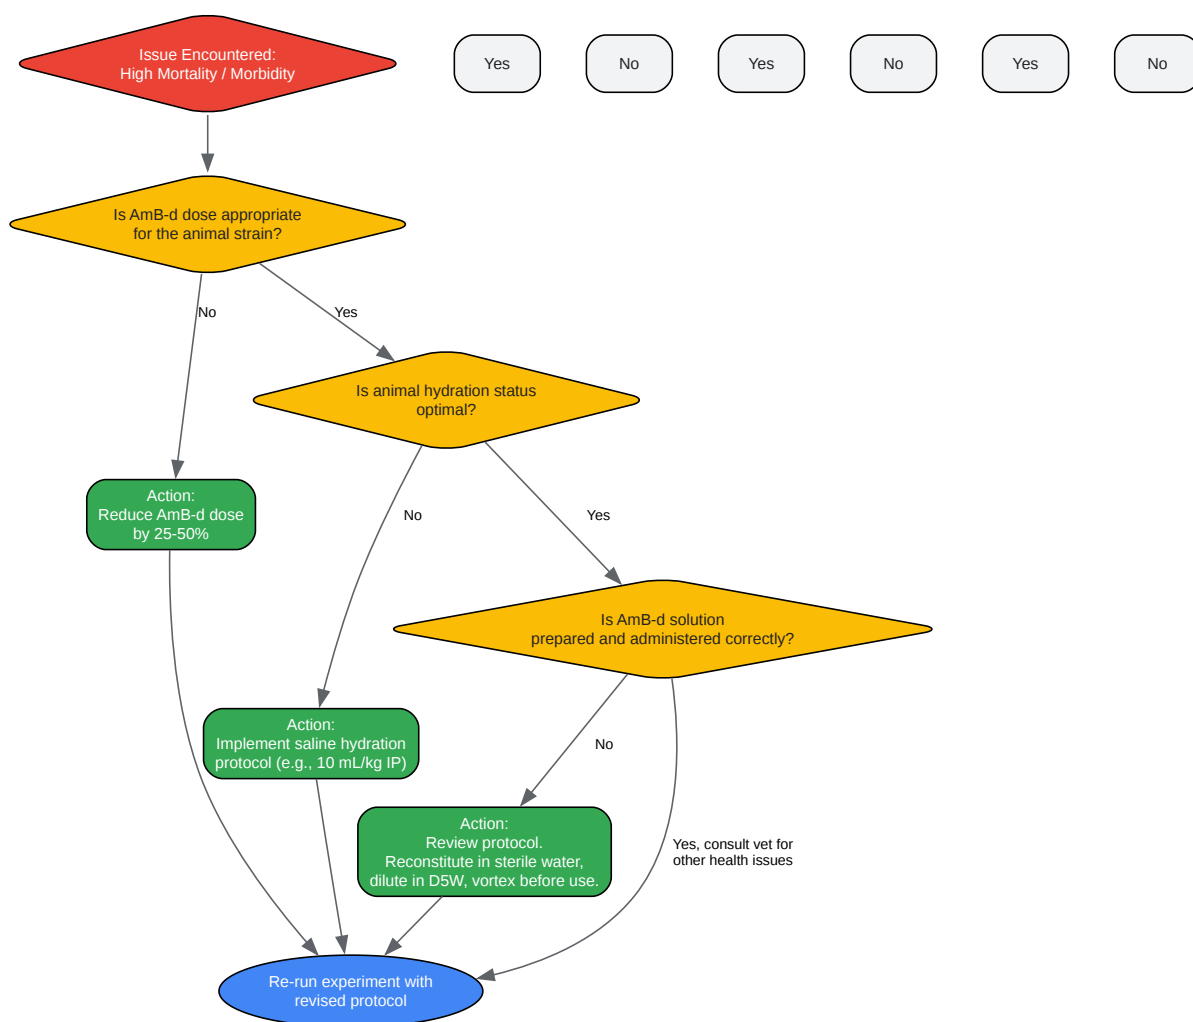 Issue Encountered:
High Mortality / Morbidity
Yes
No
Yes
No
Yes
No
Is AmB-d dose appropriate
for the animal strain?
No
Yes
Is animal hydration status
optimal?
Action:
Reduce AmB-d dose
by 25-50%
No
Yes
Is AmB-d solution
prepared and administered correctly?
Action:
Implement saline hydration
protocol (e.g., 10 mL/kg IP)
No
Action:
Review protocol.
Reconstitute in sterile water,
dilute in D5W, vortex before use.
Yes, consult vet for
other health issues
Re-run experiment with
revised protocol